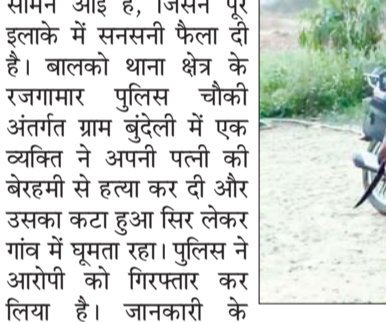 सामने आई है, जिसने पूरे
इलाके में सनसनी फैला दी
है। बालको थाना क्षेत्र के
रजगामार पुलिस चौकी
अंतर्गत ग्राम बुंदेली में एक
व्यक्ति ने अपनी पत्नी की
बेरहमी से हत्या कर दी और
उसका कटा हुआ सिर लेकर
गांव में घूमता रहा। पुलिस ने
आरोपी को गिरफ्तार कर
लिया है। जानकारी के